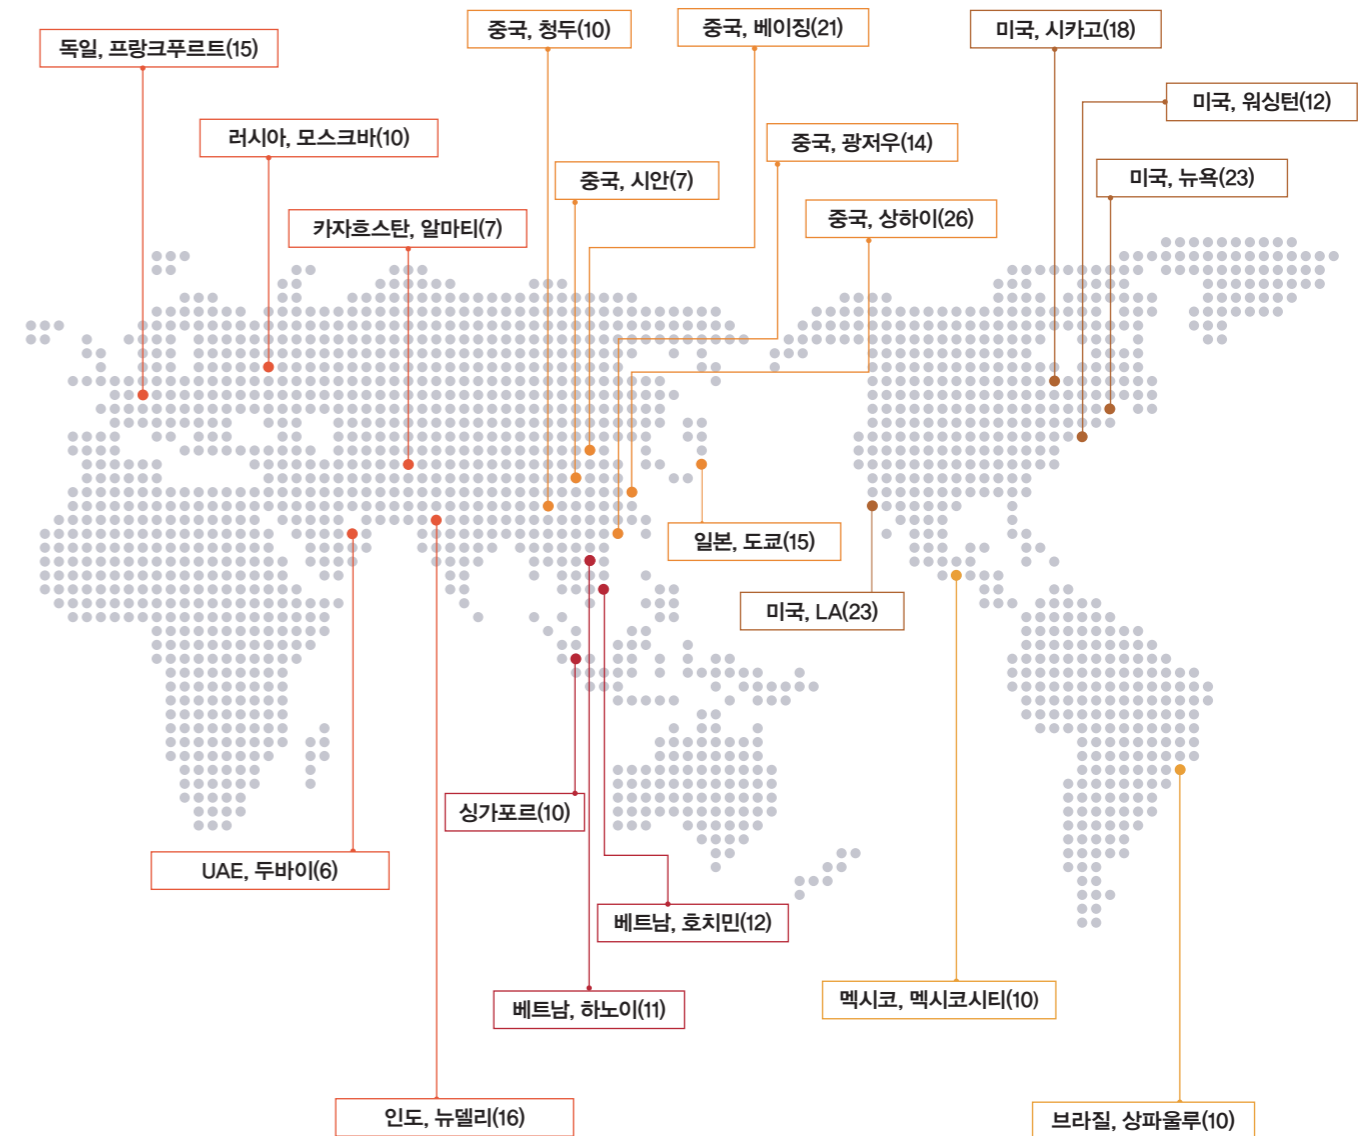 독일, 프랑크푸르트(15)
중국, 청두(10)
중국, 베이징(21)
미국, 시카고(18)
미국, 워싱턴(12)
러시아, 모스크바(10)
중국, 광저우(14)
중국, 시안(7)
미국, 뉴욕(23)
카자흐스탄, 알마티(7)
중국, 상하이(26)
일본, 도쿄(15)
미국, LA(23)
싱가포르(10)
UAE, 두바이(6)
베트남, 호치민(12)
베트남, 하노이(11)
멕시코, 멕시코시티(10)
인도, 뉴델리(16)
브라질, 상파울루(10)